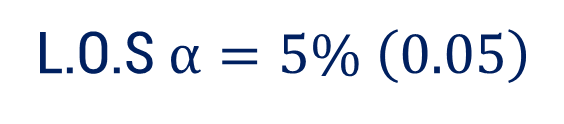 L.O.S α = 5% (0.05)